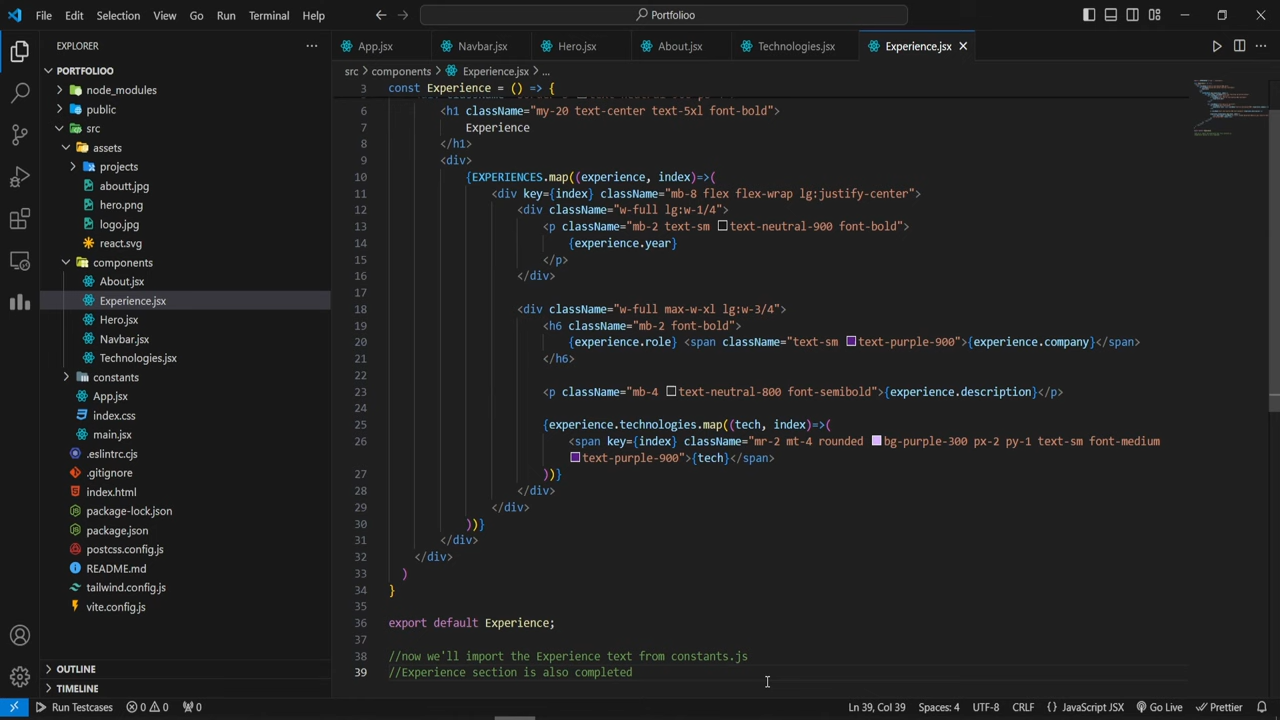 File Edit Selection View Go Run Terminal Help
Portfolioo
EXPLORER
App.jsx Navbar.jsx Hero.jsx About.jsx Technologies.jsx Experience.jsx
PORTFOLIOO
node_modules
public
src
assets
projects
aboutt.jpg
hero.png
logo.jpg
react.svg
components
About.jsx
Experience.jsx
Hero.jsx
Navbar.jsx
Technologies.jsx
constants
App.jsx
index.css
main.jsx
.eslintrc.cjs
.gitignore
index.html
package-lock.json
package.json
postcss.config.js
README.md
tailwind.config.js
vite.config.js
OUTLINE
TIMELINE
src > components > Experience.jsx > ...
3 const Experience = () => {
6 <h1 className="my-20 text-center text-5xl font-bold">
7 Experience
8 </h1>
9 <div>
10 {EXPERIENCES.map((experience, index)=>(
11 <div key={index} className="mb-8 flex flex-wrap lg:justify-center">
12 <div className="w-full lg:w-1/4">
13 <p className="mb-2 text-sm text-neutral-900 font-bold">
14 {experience.year}
15 </p>
16 </div>
17
18 <div className="w-full max-w-xl lg:w-3/4">
19 <h6 className="mb-2 font-bold">
20 {experience.role} <span className="text-sm text-purple-900">{experience.company}</span>
21 </h6>
22
23 <p className="mb-4 text-neutral-800 font-semibold">{experience.description}</p>
24
25 {experience.technologies.map((tech, index)=>(
26 <span key={index} className="mr-2 mt-4 rounded bg-purple-300 px-2 py-1 text-sm font-medium
text-purple-900">{tech}</span>
27 ))}
28 </div>
29 </div>
30 ))}
31 </div>
32 </div>
33 )
34 }
35
36 export default Experience;
37
38 //now we'll import the Experience text from constants.js
39 //Experience section is also completed
Run Testcases 0 0 0 Ln 39, Col 39 Spaces: 4 UTF-8 CRLF {} JavaScript JSX Go Live Prettier